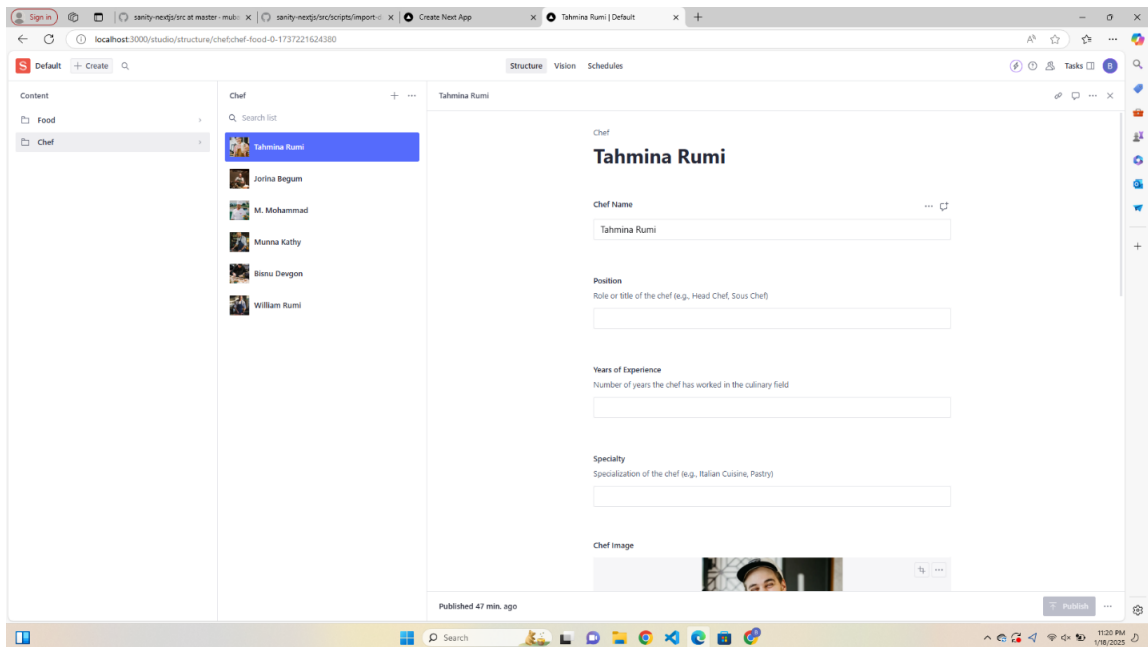 Sign in
sanity-nextjs/src at master · mub
sanity-nextjs/src/scripts/import-d
Create Next App
Tahmina Rumi | Default
localhost:3000/studio/structure/chef;chef-food-0-1737221624380
S Default + Create
Structure Vision Schedules
Tasks B
Content
Food
Chef
Chef
Search list
Tahmina Rumi
Jorina Begum
M. Mohammad
Munna Kathy
Bisnu Devgon
William Rumi
Tahmina Rumi
Chef
Tahmina Rumi
Chef Name
Tahmina Rumi
Position
Role or title of the chef (e.g., Head Chef, Sous Chef)
Years of Experience
Number of years the chef has worked in the culinary field
Specialty
Specialization of the chef (e.g., Italian Cuisine, Pastry)
Chef Image
Published 47 min. ago
Publish
Search
11:20 PM
1/18/2025